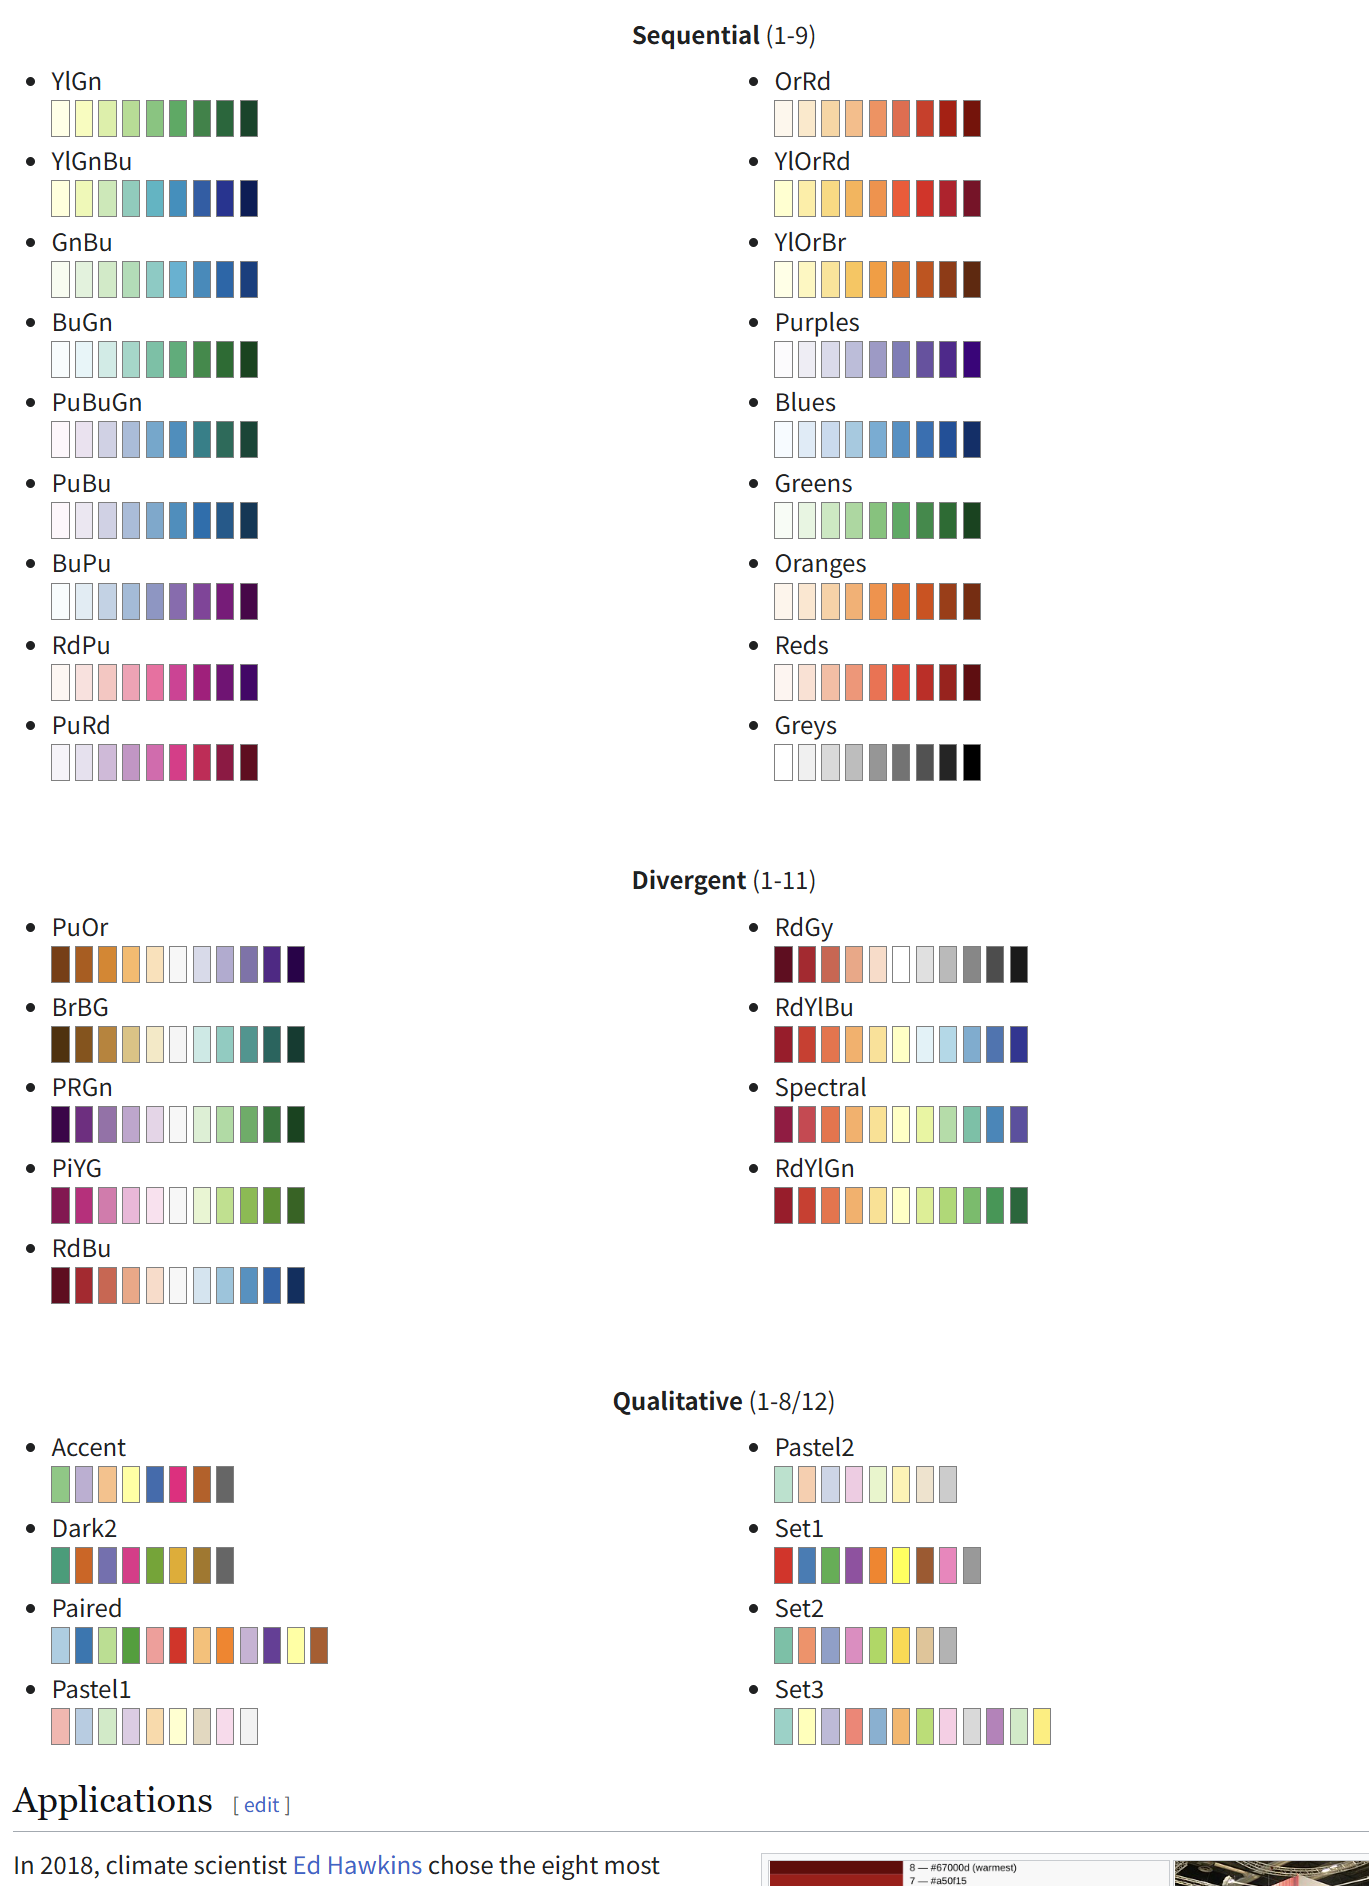 Sequential (1-9)
YlGn
YlGnBu
GnBu
BuGn
PuBuGn
PuBu
BuPu
RdPu
PuRd
OrRd
YlOrRd
YlOrBr
Purples
Blues
Greens
Oranges
Reds
Greys
Divergent (1-11)
PuOr
BrBG
PRGn
PiYG
RdBu
RdGy
RdYlBu
Spectral
RdYlGn
Qualitative (1-8/12)
Accent
Dark2
Paired
Pastel1
Pastel2
Set1
Set2
Set3
Applications [ edit ]
In 2018, climate scientist Ed Hawkins chose the eight most
8 — #67000d (warmest)
7 — #a50f15